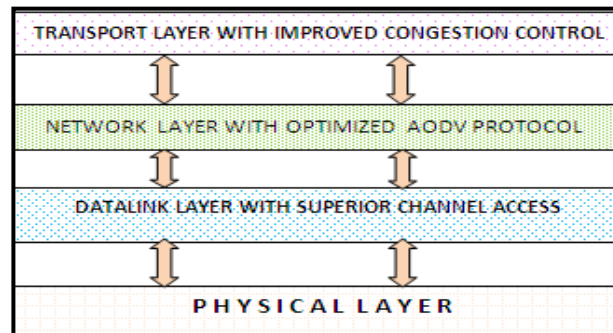 TRANSPORT LAYER WITH IMPROVED CONGESTION CONTROL
NETWORK LAYER WITH OPTIMIZED AODV PROTOCOL
DATALINK LAYER WITH SUPERIOR CHANNEL ACCESS
PHYSICAL LAYER